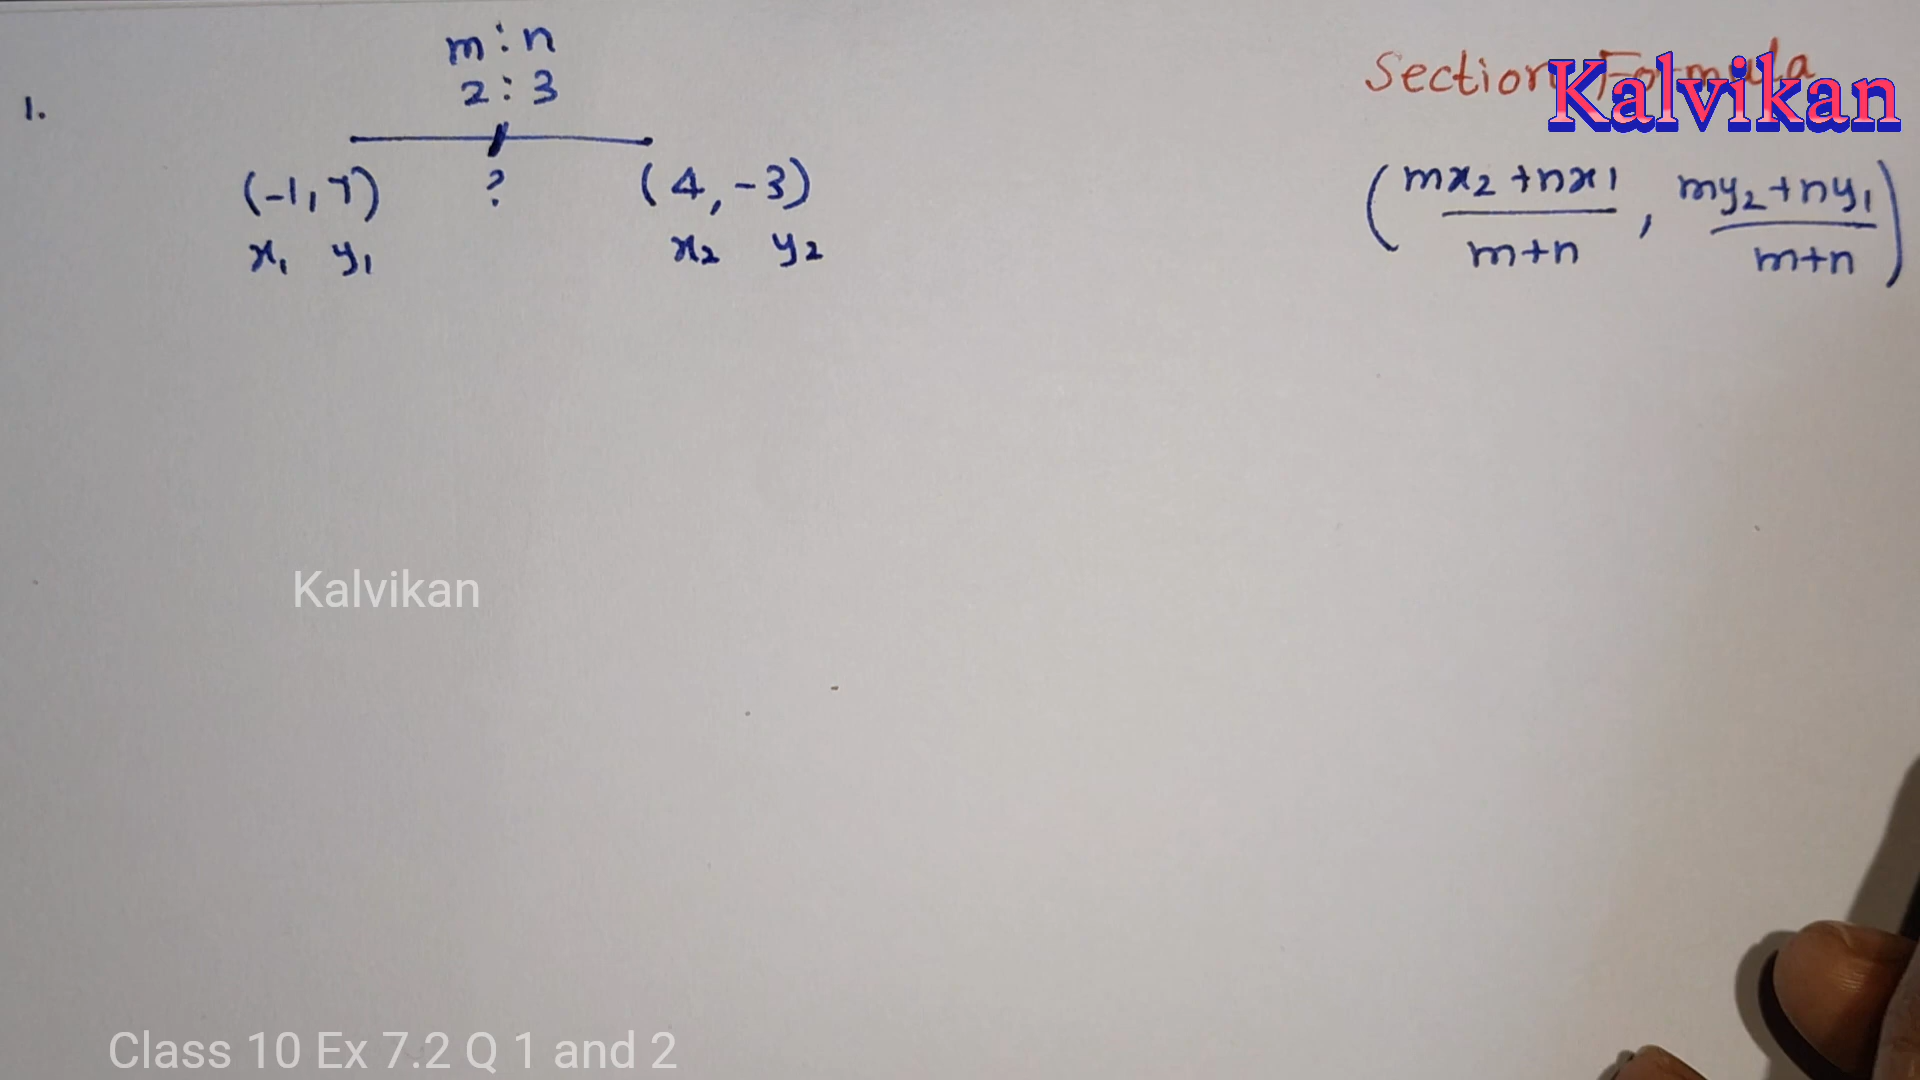 m : n
2 : 3
1.
(-1, 7) ? (4, -3)
x₁ y₁ x₂ y₂
Section Formula
Kalvikan
(mx₂ + nx₁ / m+n , my₂ + ny₁ / m+n)
Kalvikan
Class 10 Ex 7.2 Q 1 and 2